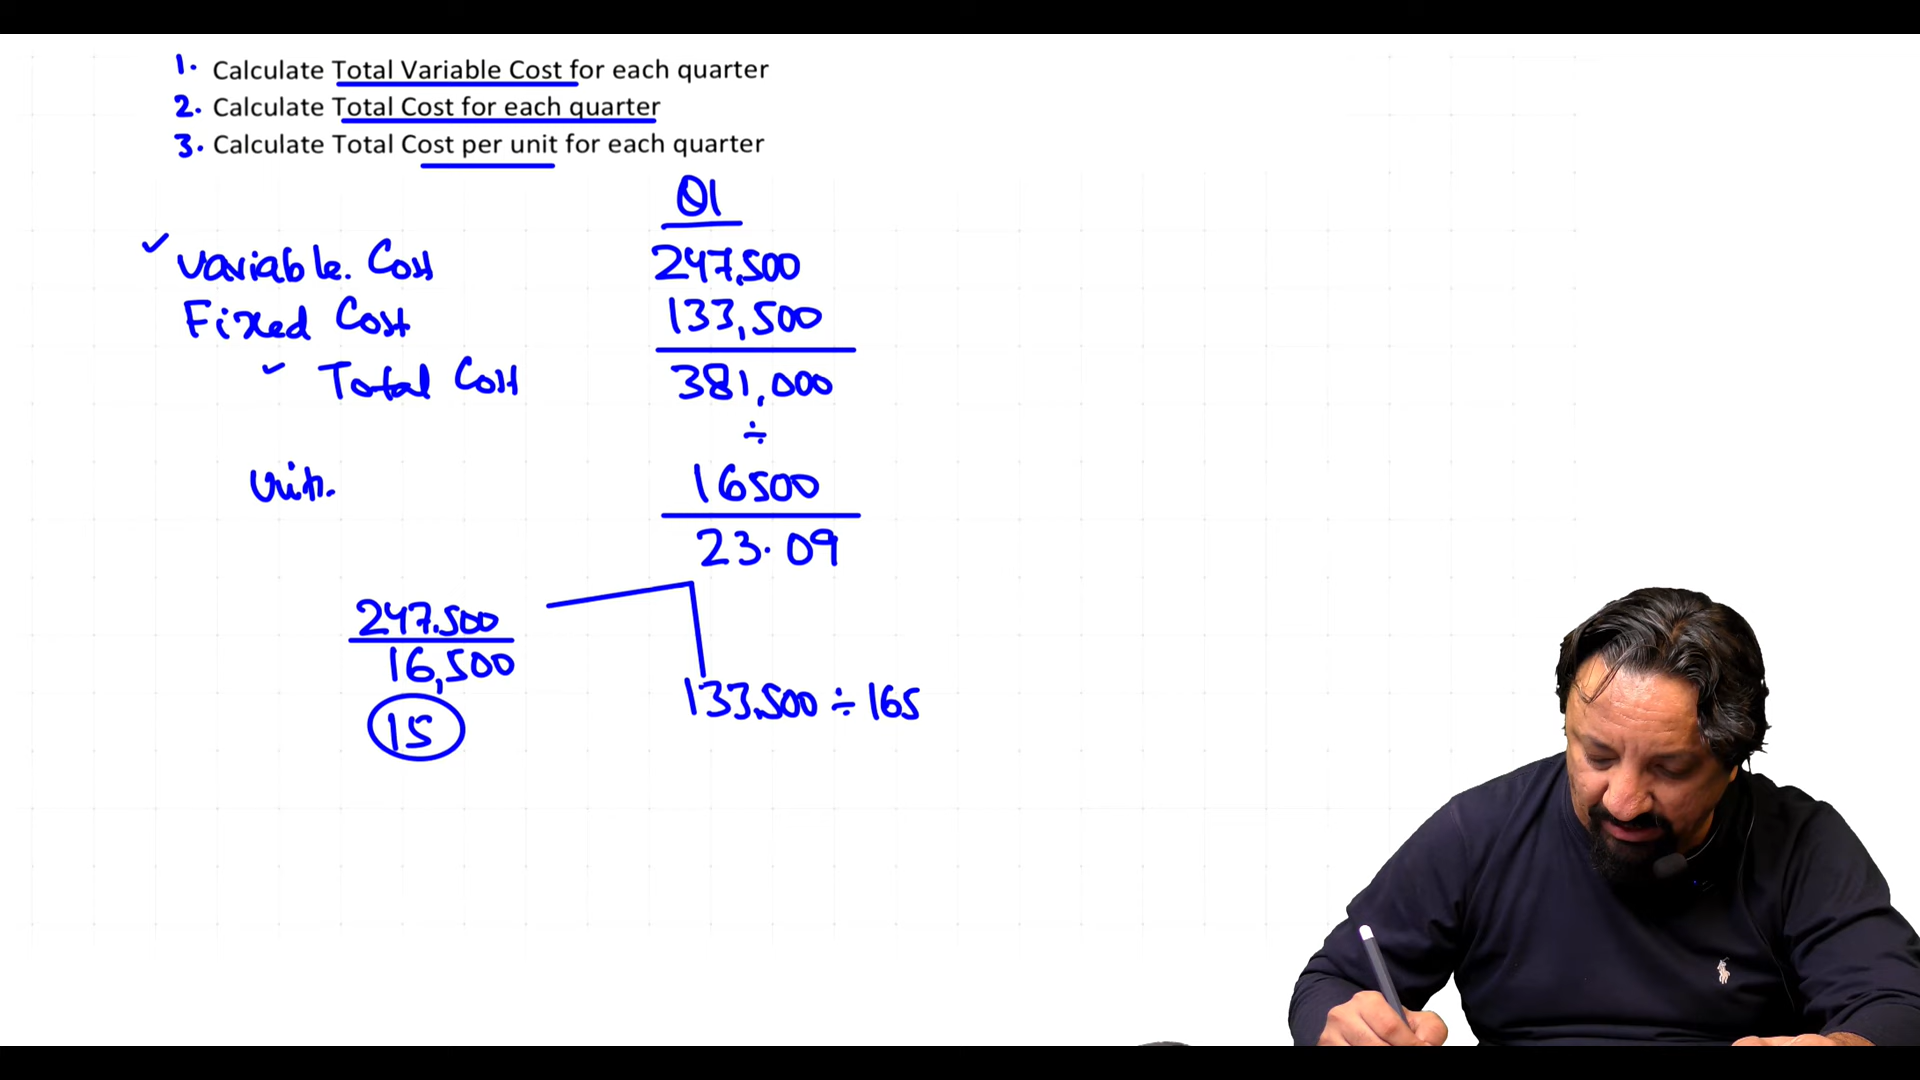 1. Calculate Total Variable Cost for each quarter
2. Calculate Total Cost for each quarter
3. Calculate Total Cost per unit for each quarter
Q1
✓ Variable. Cost 247,500
Fixed Cost 133,500
✓ Total Cost 381,000
÷
Units. 16500
23.09
247.500
16,500
15
133.500 ÷ 165